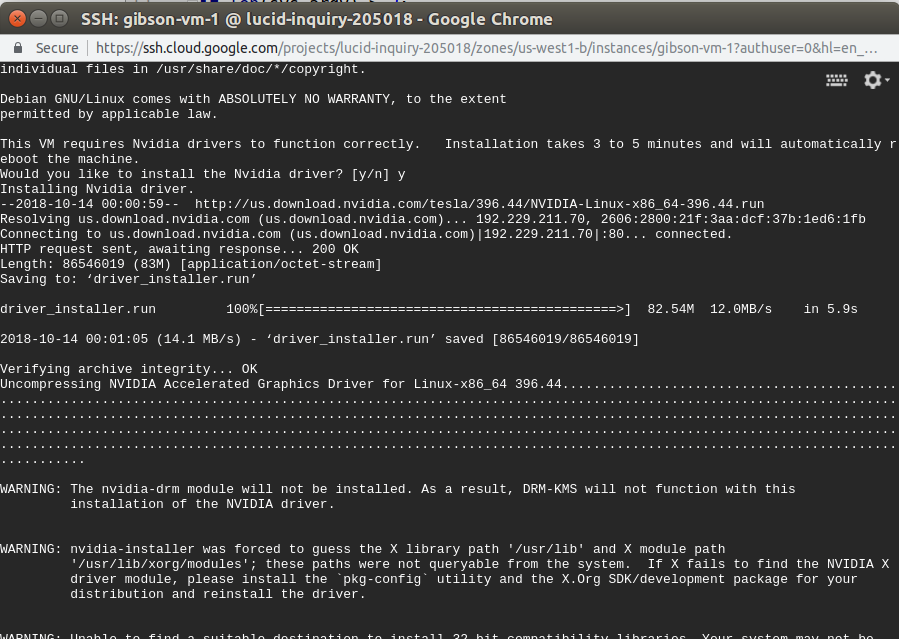 SSH: gibson-vm-1 @ lucid-inquiry-205018 - Google Chrome
Secure https://ssh.cloud.google.com/projects/lucid-inquiry-205018/zones/us-west1-b/instances/gibson-vm-1?authuser=0&hl=en_...
individual files in /usr/share/doc/*/copyright.
Debian GNU/Linux comes with ABSOLUTELY NO WARRANTY, to the extent
permitted by applicable law.
This VM requires Nvidia drivers to function correctly.   Installation takes 3 to 5 minutes and will automatically r
eboot the machine.
Would you like to install the Nvidia driver? [y/n] y
Installing Nvidia driver.
--2018-10-14 00:00:59--  http://us.download.nvidia.com/tesla/396.44/NVIDIA-Linux-x86_64-396.44.run
Resolving us.download.nvidia.com (us.download.nvidia.com)... 192.229.211.70, 2606:2800:21f:3aa:dcf:37b:1ed6:1fb
Connecting to us.download.nvidia.com (us.download.nvidia.com)|192.229.211.70|:80... connected.
HTTP request sent, awaiting response... 200 OK
Length: 86546019 (83M) [application/octet-stream]
Saving to: ‘driver_installer.run’
driver_installer.run         100%[=============================================>]  82.54M  12.0MB/s    in 5.9s
2018-10-14 00:01:05 (14.1 MB/s) - ‘driver_installer.run’ saved [86546019/86546019]
Verifying archive integrity... OK
Uncompressing NVIDIA Accelerated Graphics Driver for Linux-x86_64 396.44...........................................
...................................................................................................................
...................................................................................................................
...................................................................................................................
...................................................................................................................
...........
WARNING: The nvidia-drm module will not be installed. As a result, DRM-KMS will not function with this
installation of the NVIDIA driver.
WARNING: nvidia-installer was forced to guess the X library path '/usr/lib' and X module path
'/usr/lib/xorg/modules'; these paths were not queryable from the system.  If X fails to find the NVIDIA X
driver module, please install the `pkg-config` utility and the X.Org SDK/development package for your
distribution and reinstall the driver.
WARNING: Unable to find a suitable destination to install 32-bit compatibility libraries. Your system may not be